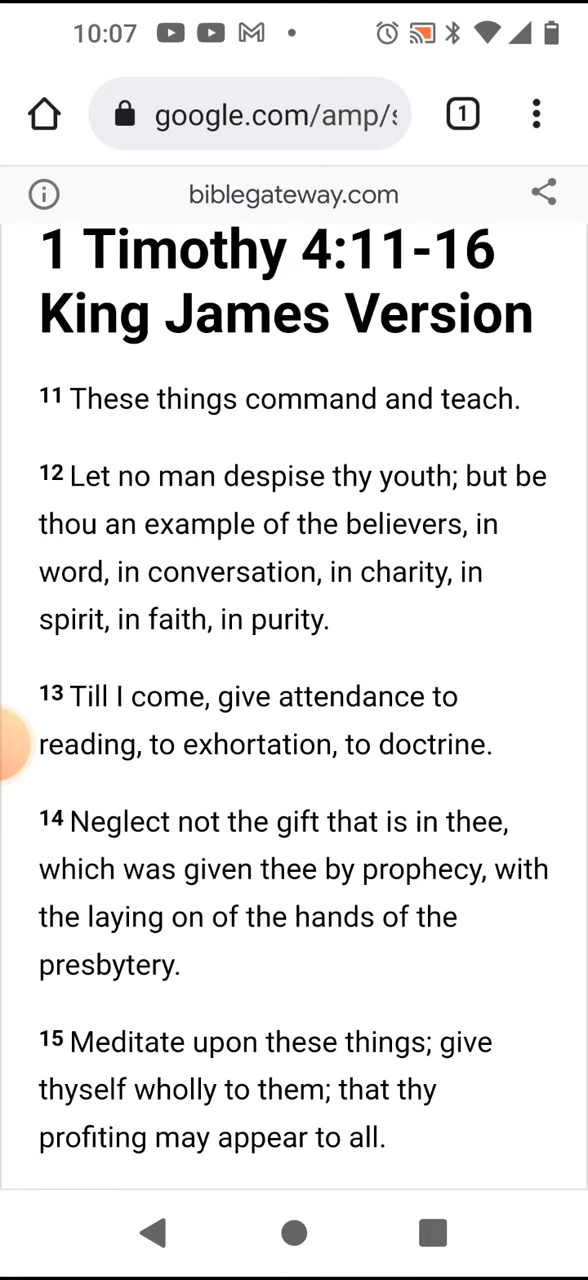 10:07
google.com/amp/s
1
biblegateway.com
1 Timothy 4:11-16
King James Version
11 These things command and teach.
12 Let no man despise thy youth; but be
thou an example of the believers, in
word, in conversation, in charity, in
spirit, in faith, in purity.
13 Till I come, give attendance to
reading, to exhortation, to doctrine.
14 Neglect not the gift that is in thee,
which was given thee by prophecy, with
the laying on of the hands of the
presbytery.
15 Meditate upon these things; give
thyself wholly to them; that thy
profiting may appear to all.